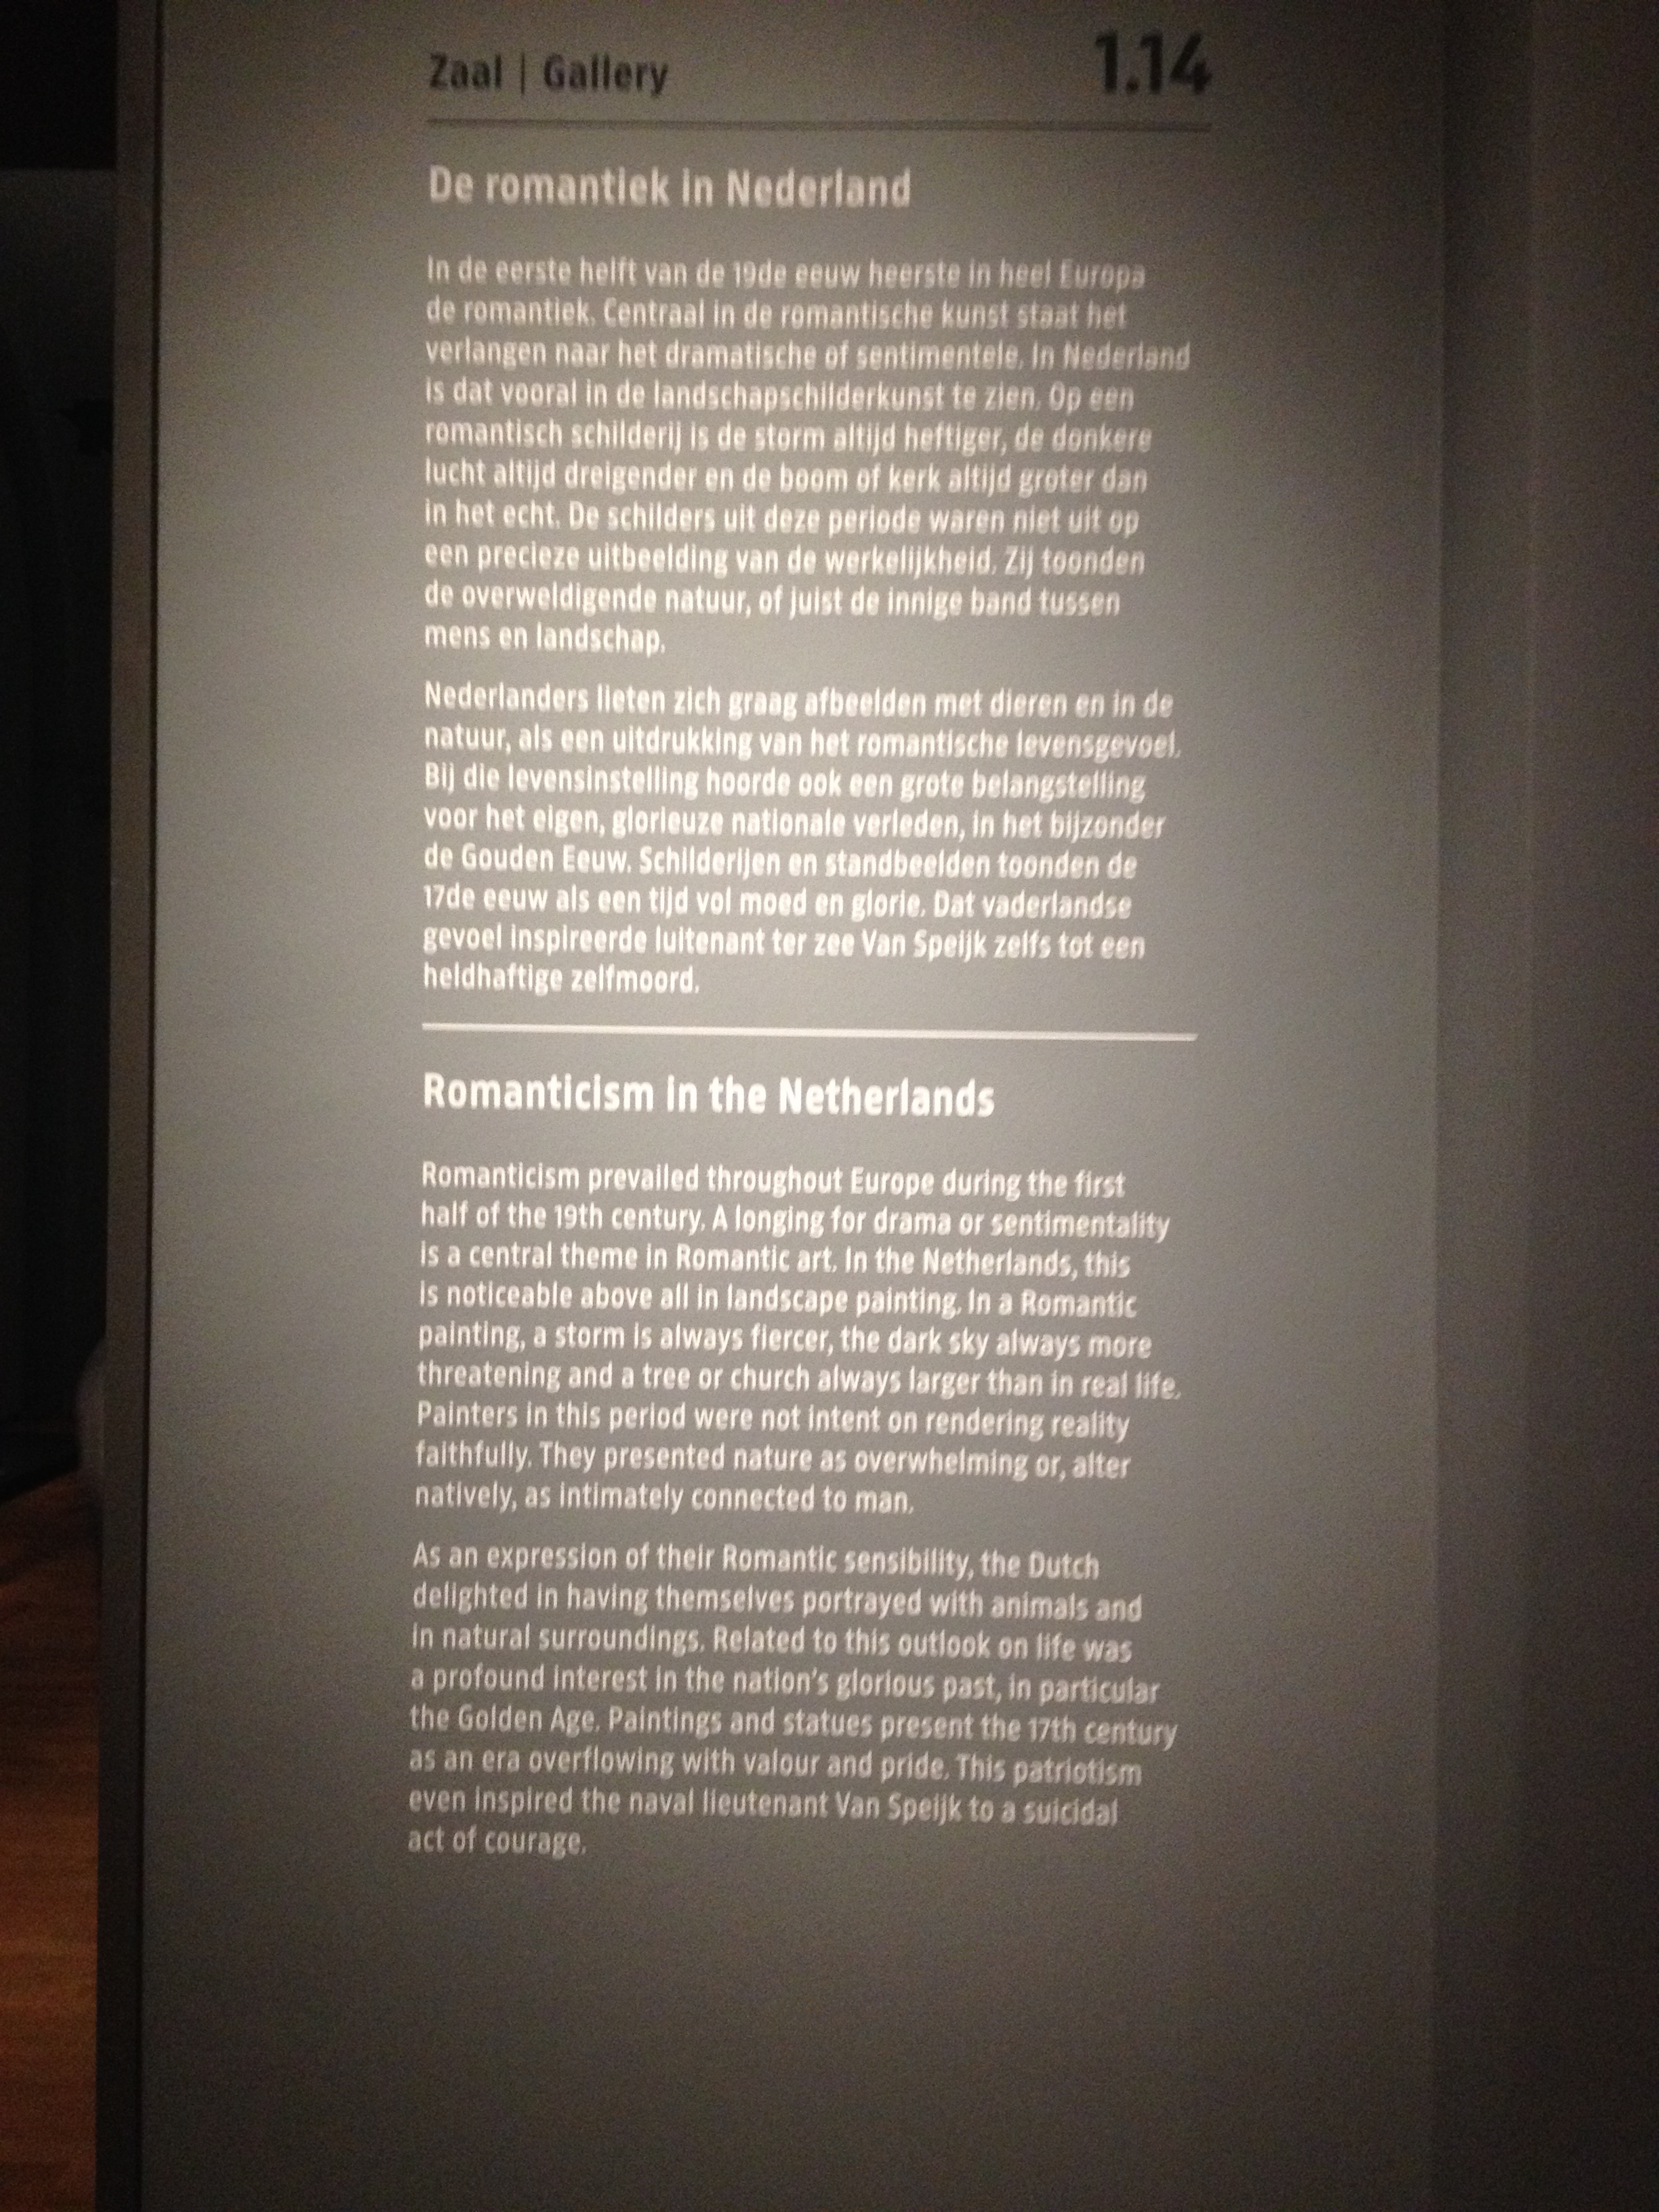 Zaal | Gallery 1.14
De romantiek in Nederland
In de eerste helft van de 19de eeuw heerste in heel Europa
de romantiek. Centraal in de romantische kunst staat het
verlangen naar het dramatische of sentimentele. In Nederland
is dat vooral in de landschapschilderkunst te zien. Op een
romantisch schilderij is de storm altijd heftiger, de donkere
lucht altijd dreigender en de boom of kerk altijd groter dan
in het echt. De schilders uit deze periode waren niet uit op
een precieze uitbeelding van de werkelijkheid. Zij toonden
de overweldigende natuur, of juist de innige band tussen
mens en landschap.
Nederlanders lieten zich graag afbeelden met dieren en in de
natuur, als een uitdrukking van het romantische levensgevoel.
Bij die levensinstelling hoorde ook een grote belangstelling
voor het eigen, glorieuze nationale verleden, in het bijzonder
de Gouden Eeuw. Schilderijen en standbeelden toonden de
17de eeuw als een tijd vol moed en glorie. Dat vaderlandse
gevoel inspireerde luitenant ter zee Van Speijk zelfs tot een
heldhaftige zelfmoord.
Romanticism in the Netherlands
Romanticism prevailed throughout Europe during the first
half of the 19th century. A longing for drama or sentimentality
is a central theme in Romantic art. In the Netherlands, this
is noticeable above all in landscape painting. In a Romantic
painting, a storm is always fiercer, the dark sky always more
threatening and a tree or church always larger than in real life.
Painters in this period were not intent on rendering reality
faithfully. They presented nature as overwhelming or, alter
natively, as intimately connected to man.
As an expression of their Romantic sensibility, the Dutch
delighted in having themselves portrayed with animals and
in natural surroundings. Related to this outlook on life was
a profound interest in the nation's glorious past, in particular
the Golden Age. Paintings and statues present the 17th century
as an era overflowing with valour and pride. This patriotism
even inspired the naval lieutenant Van Speijk to a suicidal
act of courage.